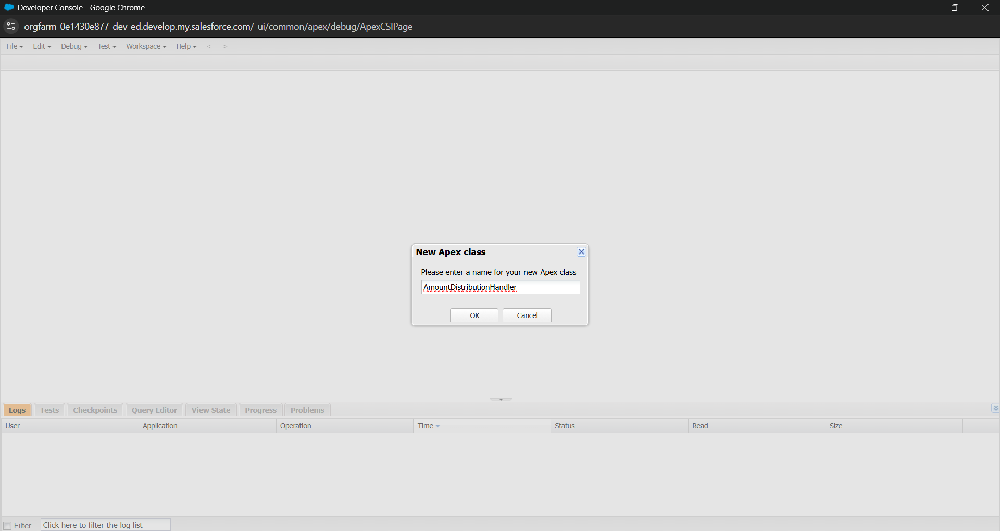 Developer Console - Google Chrome
orgfarm-0e1430e877-dev-ed.develop.my.salesforce.com/_ui/common/apex/debug/ApexCSIPage
File Edit Debug Test Workspace Help < >
New Apex class
Please enter a name for your new Apex class
AmountDistributionHandler
OK Cancel
Logs Tests Checkpoints Query Editor View State Progress Problems
User Application Operation Time Status Read Size
Filter Click here to filter the log list